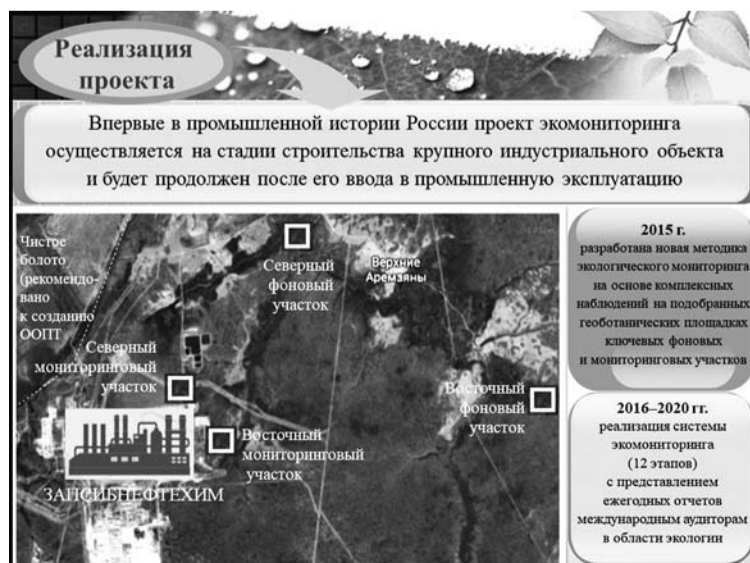 Реализация
проекта
Впервые в промышленной истории России проект экомониторинга
осуществляется на стадии строительства крупного индустриального объекта
и будет продолжен после его ввода в промышленную эксплуатацию
Чистое
болото
(рекомендо-
вано
к созданию
ООПТ
Северный
фоновый
участок
Верхние
Аремзяны
Северный
мониторинговый
участок
Восточный
фоновый
участок
Восточный
мониторинговый
участок
ЗАПСИБНЕФТЕХИМ
2015 г.
разработана новая методика
экологического мониторинга
на основе комплексных
наблюдений на подобранных
геоботанических площадках
ключевых фоновых
и мониторинговых участков
2016–2020 гг.
реализация системы
экомониторинга
(12 этапов)
с представлением
ежегодных отчетов
международным аудиторам
в области экологии